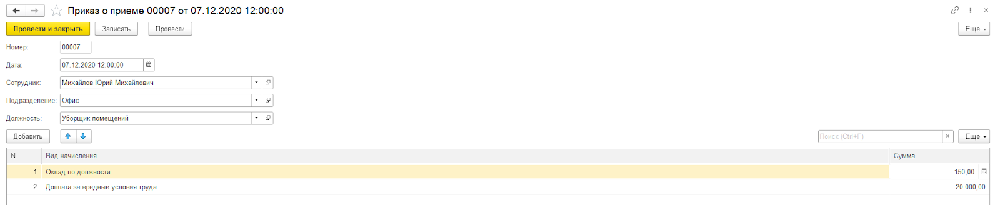 Приказ о приеме 00007 от 07.12.2020 12:00:00
Провести и закрыть Записать Провести Еще
Номер: 00007
Дата: 07.12.2020 12:00:00
Сотрудник: Михайлов Юрий Михайлович
Подразделение: Офис
Должность: Уборщик помещений
Добавить Поиск (Ctrl+F) × Еще
N Вид начисления Сумма
1 Оклад по должности 150,00
2 Доплата за вредные условия труда 20 000,00